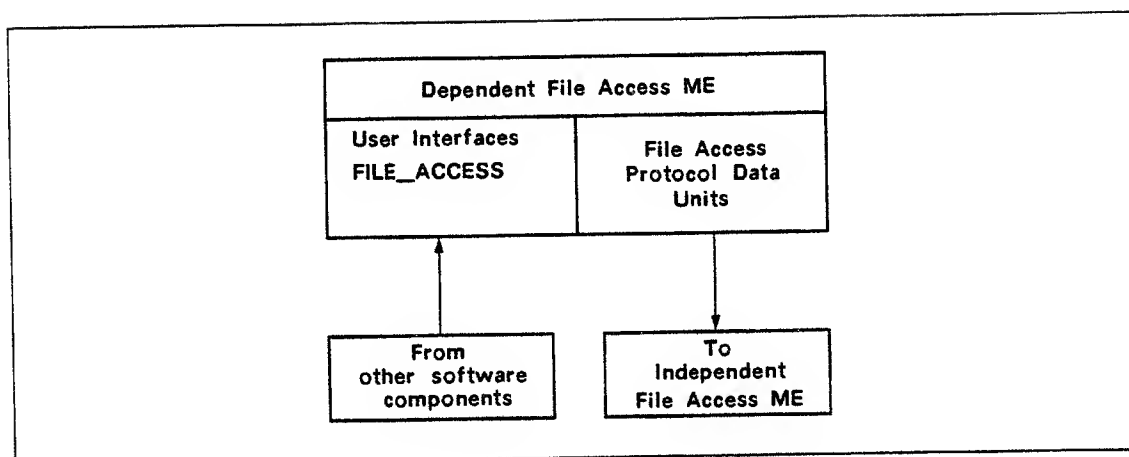 Dependent File Access ME
User Interfaces
FILE_ACCESS
File Access
Protocol Data
Units
From
other software
components
To
Independent
File Access ME